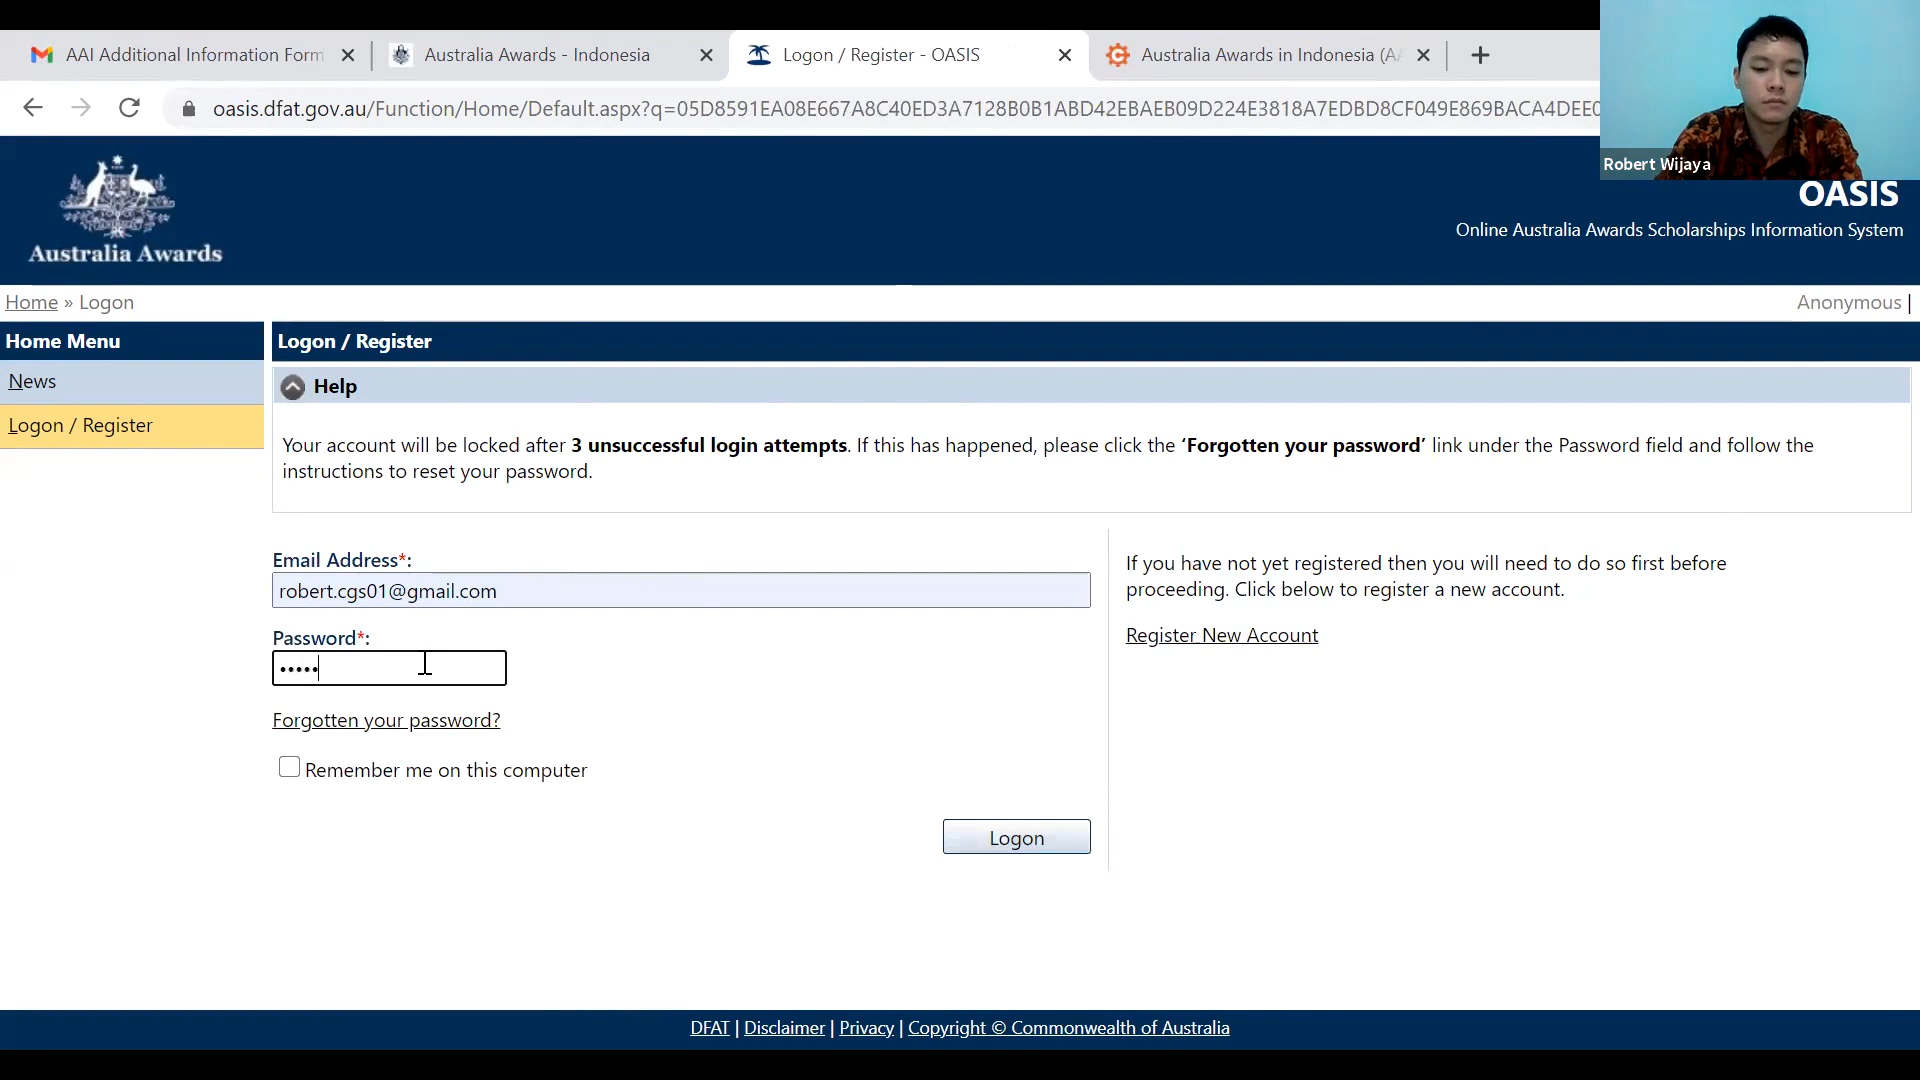 AAI Additional Information Form
Australia Awards - Indonesia
Logon / Register - OASIS
Australia Awards in Indonesia (A
oasis.dfat.gov.au/Function/Home/Default.aspx?q=05D8591EA08E667A8C40ED3A7128B0B1ABD42EBAEB09D224E3818A7EDBD8CF049E869BACA4DEE0
Robert Wijaya
Australia Awards
OASIS
Online Australia Awards Scholarships Information System
Home » Logon
Anonymous |
Home Menu
News
Logon / Register
Logon / Register
Help
Your account will be locked after 3 unsuccessful login attempts. If this has happened, please click the ‘Forgotten your password’ link under the Password field and follow the
instructions to reset your password.
Email Address*:
robert.cgs01@gmail.com
Password*:
•••••
Forgotten your password?
Remember me on this computer
Logon
If you have not yet registered then you will need to do so first before
proceeding. Click below to register a new account.
Register New Account
DFAT | Disclaimer | Privacy | Copyright © Commonwealth of Australia